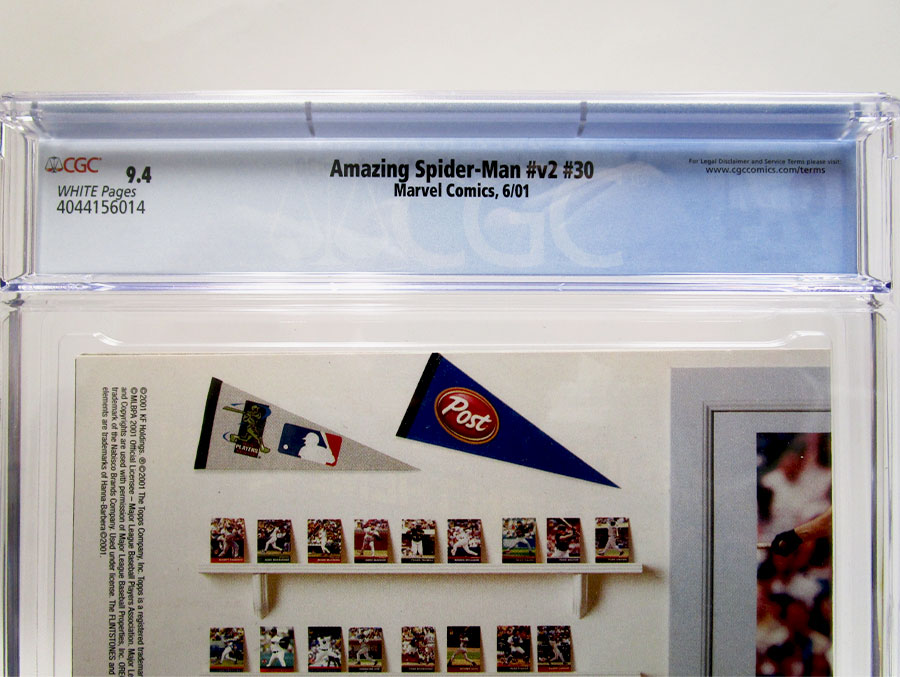 CGC
9.4
WHITE Pages
4044156014
Amazing Spider-Man #v2 #30
Marvel Comics, 6/01
For Legal Disclaimer and Service Terms please visit:
www.cgccomics.com/terms
CGC
PLAYERS
Post
©2001 KF Holdings. ®©2001 The Topps Company, Inc. Topps is a registered tradema
©MLBPA 2001 Official Licensee – Major League Baseball Players Association. Major L
and Copyrights are used with permission of Major League Baseball Properties, Inc. ORE
trademark of the Nabisco Brands Company. Used under license. The FLINTSTONES and
elements are trademarks of Hanna-Barbera©2001.